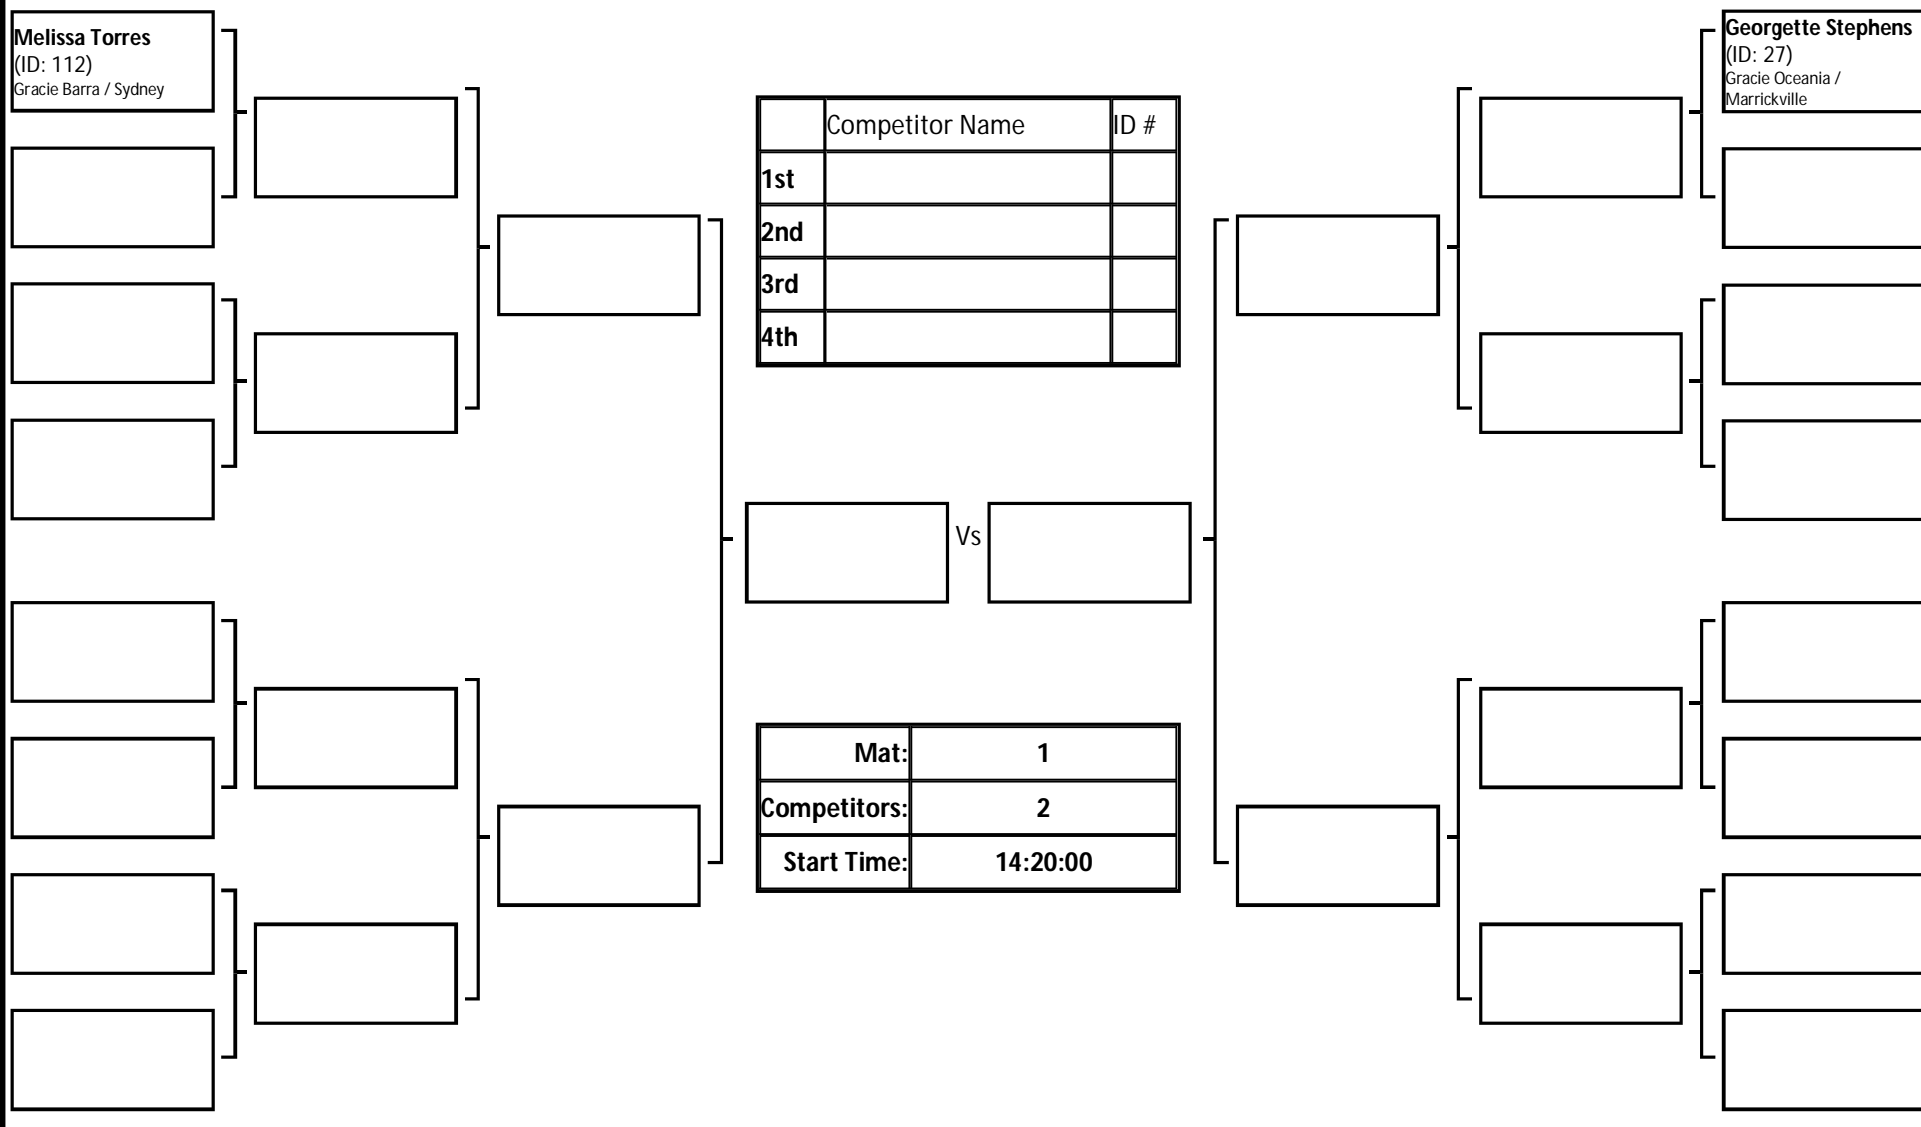 Melissa Torres
(ID: 112)
Gracie Barra / Sydney
Georgette Stephens
(ID: 27)
Gracie Oceania /
Marrickville
Competitor Name ID #
1st
2nd
3rd
4th
Vs
Mat: 1
Competitors: 2
Start Time: 14:20:00